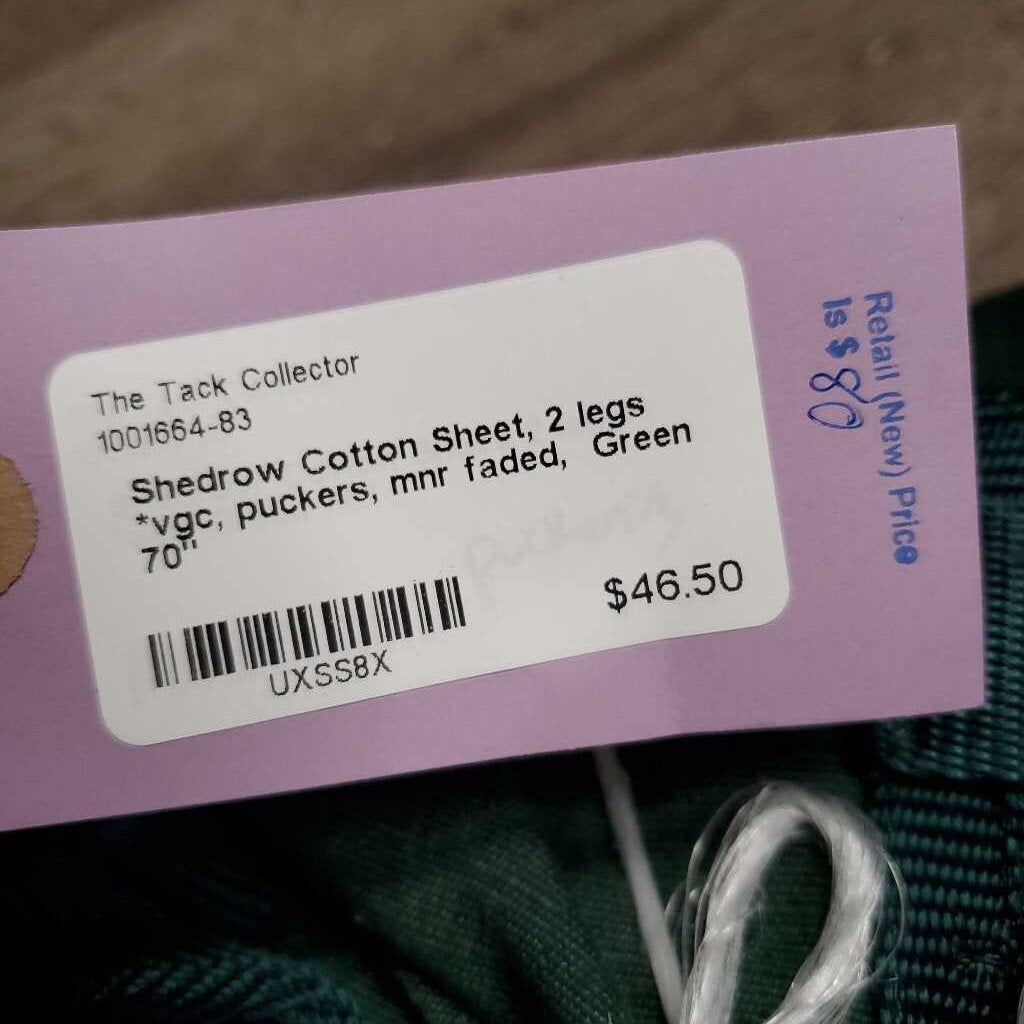 The Tack Collector
1001664-83
Shedrow Cotton Sheet, 2 legs
*vgc, puckers, mnr faded,  Green
70"
$46.50
UXSS8X
Retail (New) Price
Is $ 80